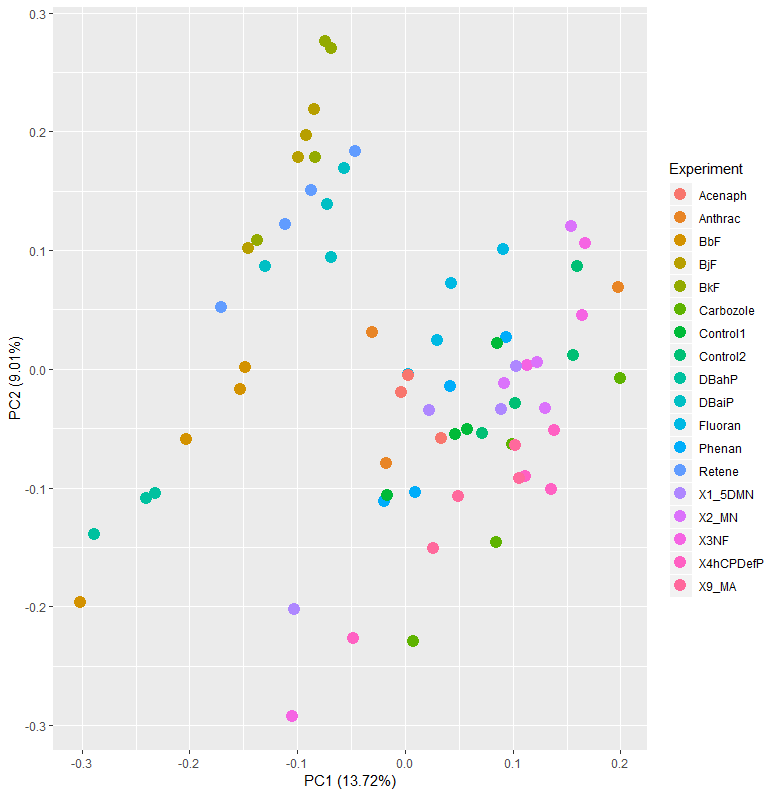 0.3
0.2
0.1
0.0
-0.1
-0.2
-0.3
PC2 (9.01%)
-0.3 -0.2 -0.1 0.0 0.1 0.2
PC1 (13.72%)
Experiment
Acenaph
Anthrac
BbF
BjF
BkF
Carbozole
Control1
Control2
DBahP
DBaiP
Fluoran
Phenan
Retene
X1_5DMN
X2_MN
X3NF
X4hCPDefP
X9_MA